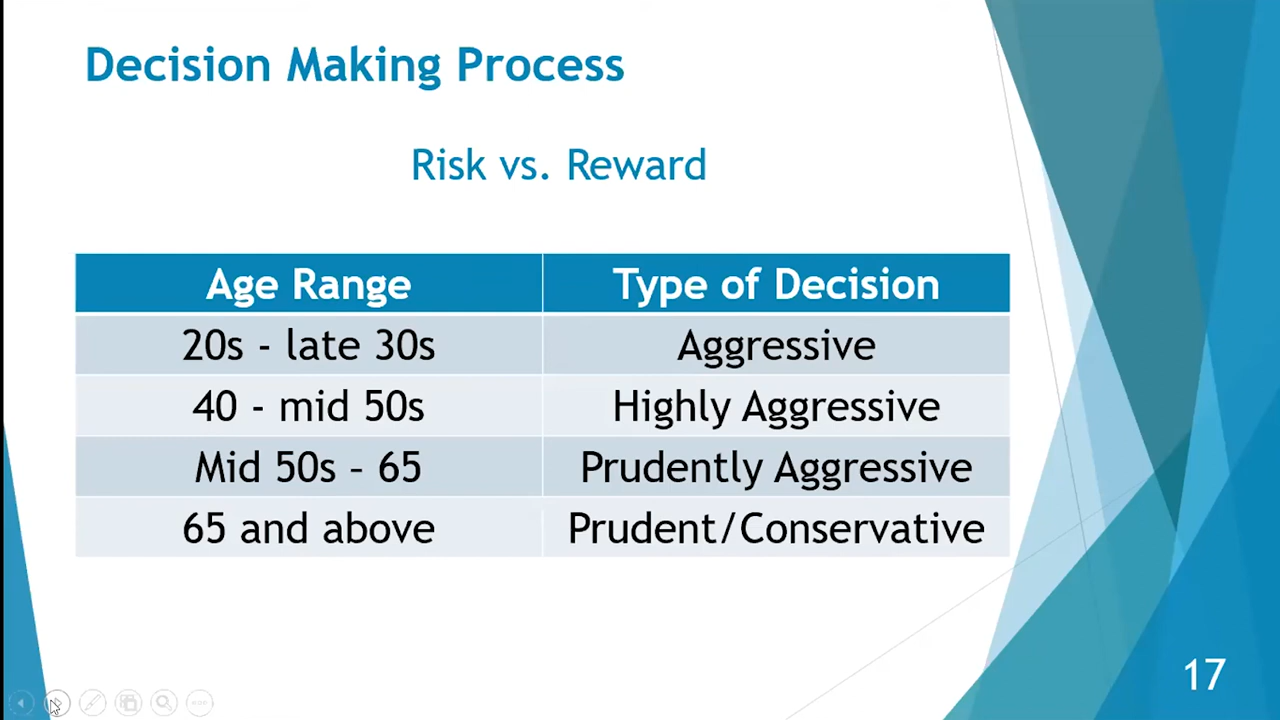 Decision Making Process
Risk vs. Reward
Age Range Type of Decision
20s - late 30s Aggressive
40 - mid 50s Highly Aggressive
Mid 50s – 65 Prudently Aggressive
65 and above Prudent/Conservative
17